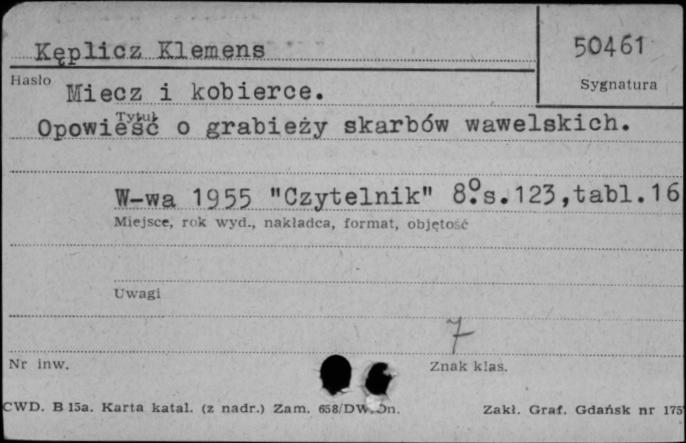 Kęplicz Klemens
50461
Hasło
Sygnatura
Miecz i kobierce.
Tytuł
Opowieść o grabieży skarbów wawelskich.
W-wa 1955 "Czytelnik" 8.° s.123,tabl.16
Miejsce, rok wyd., nakładca, format, objętość
Uwagi
7
Nr inw.
Znak klas.
CWD. B 15a. Karta katal. (z nadr.) Zam. 658/DW.
Zakł. Graf. Gdańsk nr 175